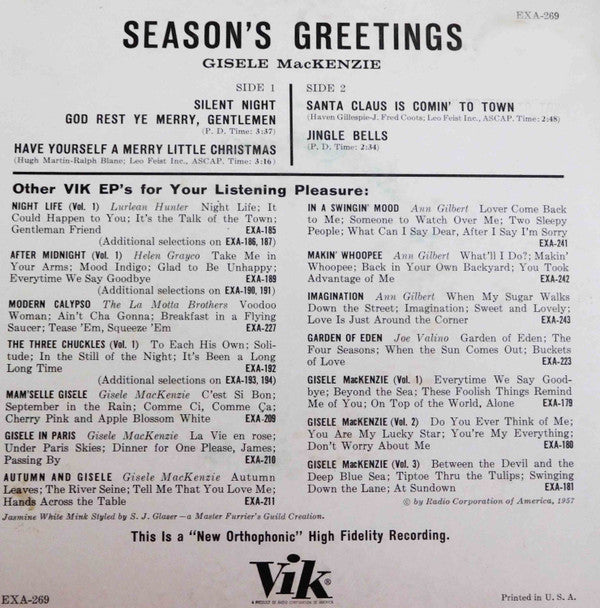 EXA-269
SEASON'S GREETINGS
GISELE MacKENZIE
SIDE 1
SILENT NIGHT
GOD REST YE MERRY, GENTLEMEN
(P. D. Time: 3:37)
HAVE YOURSELF A MERRY LITTLE CHRISTMAS
(Hugh Martin-Ralph Blane; Leo Feist Inc., ASCAP. Time: 3:16)
SIDE 2
SANTA CLAUS IS COMIN' TO TOWN
(Haven Gillespie-J. Fred Coots; Leo Feist Inc., ASCAP. Time: 2:48)
JINGLE BELLS
(P. D. Time: 2:34)
Other VIK EP's for Your Listening Pleasure:
NIGHT LIFE (Vol. 1) Lurlean Hunter Night Life; It
Could Happen to You; It's the Talk of the Town;
Gentleman Friend EXA-185
(Additional selections on EXA-186, 187)
AFTER MIDNIGHT (Vol. 1) Helen Grayco Take Me in
Your Arms; Mood Indigo; Glad to Be Unhappy;
Everytime We Say Goodbye EXA-189
(Additional selections on EXA-190, 191)
MODERN CALYPSO The La Motta Brothers Voodoo
Woman; Ain't Cha Gonna; Breakfast in a Flying
Saucer; Tease 'Em, Squeeze 'Em EXA-227
THE THREE CHUCKLES (Vol. 1) To Each His Own; Soli-
tude; In the Still of the Night; It's Been a Long
Long Time EXA-192
(Additional selections on EXA-193, 194)
MAM'SELLE GISELE Gisele MacKenzie C'est Si Bon;
September in the Rain; Comme Ci, Comme Ça;
Cherry Pink and Apple Blossom White EXA-209
GISELE IN PARIS Gisele MacKenzie La Vie en rose;
Under Paris Skies; Dinner for One Please, James;
Passing By EXA-210
AUTUMN AND GISELE Gisele MacKenzie Autumn
Leaves; The River Seine; Tell Me That You Love Me;
Hands Across the Table EXA-211
Jasmine White Mink Styled by S. J. Glaser—a Master Furrier's Guild Creation.
IN A SWINGIN' MOOD Ann Gilbert Lover Come Back
to Me; Someone to Watch Over Me; Two Sleepy
People; What Can I Say Dear, After I Say I'm Sorry
EXA-241
MAKIN' WHOOPEE Ann Gilbert What'll I Do?; Makin'
Whoopee; Back in Your Own Backyard; You Took
Advantage of Me EXA-242
IMAGINATION Ann Gilbert When My Sugar Walks
Down the Street; Imagination; Sweet and Lovely;
Love Is Just Around the Corner EXA-243
GARDEN OF EDEN Joe Valino Garden of Eden; The
Four Seasons; When the Sun Comes Out; Buckets
of Love EXA-223
GISELE MacKENZIE (Vol. 1) Everytime We Say Good-
bye; Beyond the Sea; These Foolish Things Remind
Me of You; On Top of the World, Alone EXA-179
GISELE MacKENZIE (Vol. 2) Do You Ever Think of Me;
You Are My Lucky Star; You're My Everything;
Don't Worry About Me EXA-180
GISELE MacKENZIE (Vol. 3) Between the Devil and the
Deep Blue Sea; Tiptoe Thru the Tulips; Swinging
Down the Lane; At Sundown EXA-181
© by Radio Corporation of America, 1957
This Is a "New Orthophonic" High Fidelity Recording.
Vik®
A PRODUCT OF RADIO CORPORATION OF AMERICA
EXA-269
Printed in U. S. A.